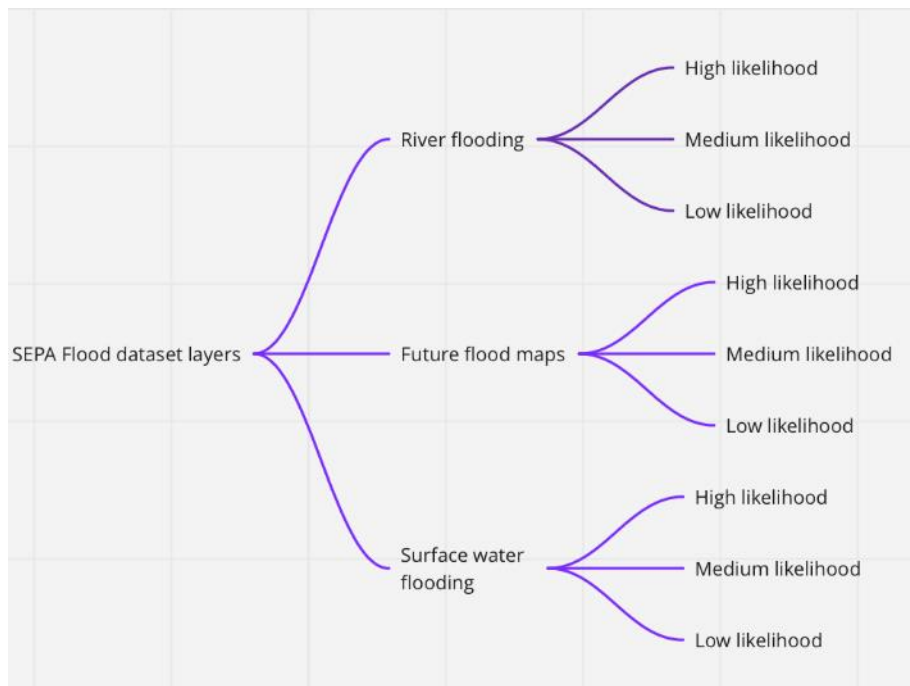 SEPA Flood dataset layers
River flooding
High likelihood
Medium likelihood
Low likelihood
Future flood maps
High likelihood
Medium likelihood
Low likelihood
Surface water
flooding
High likelihood
Medium likelihood
Low likelihood